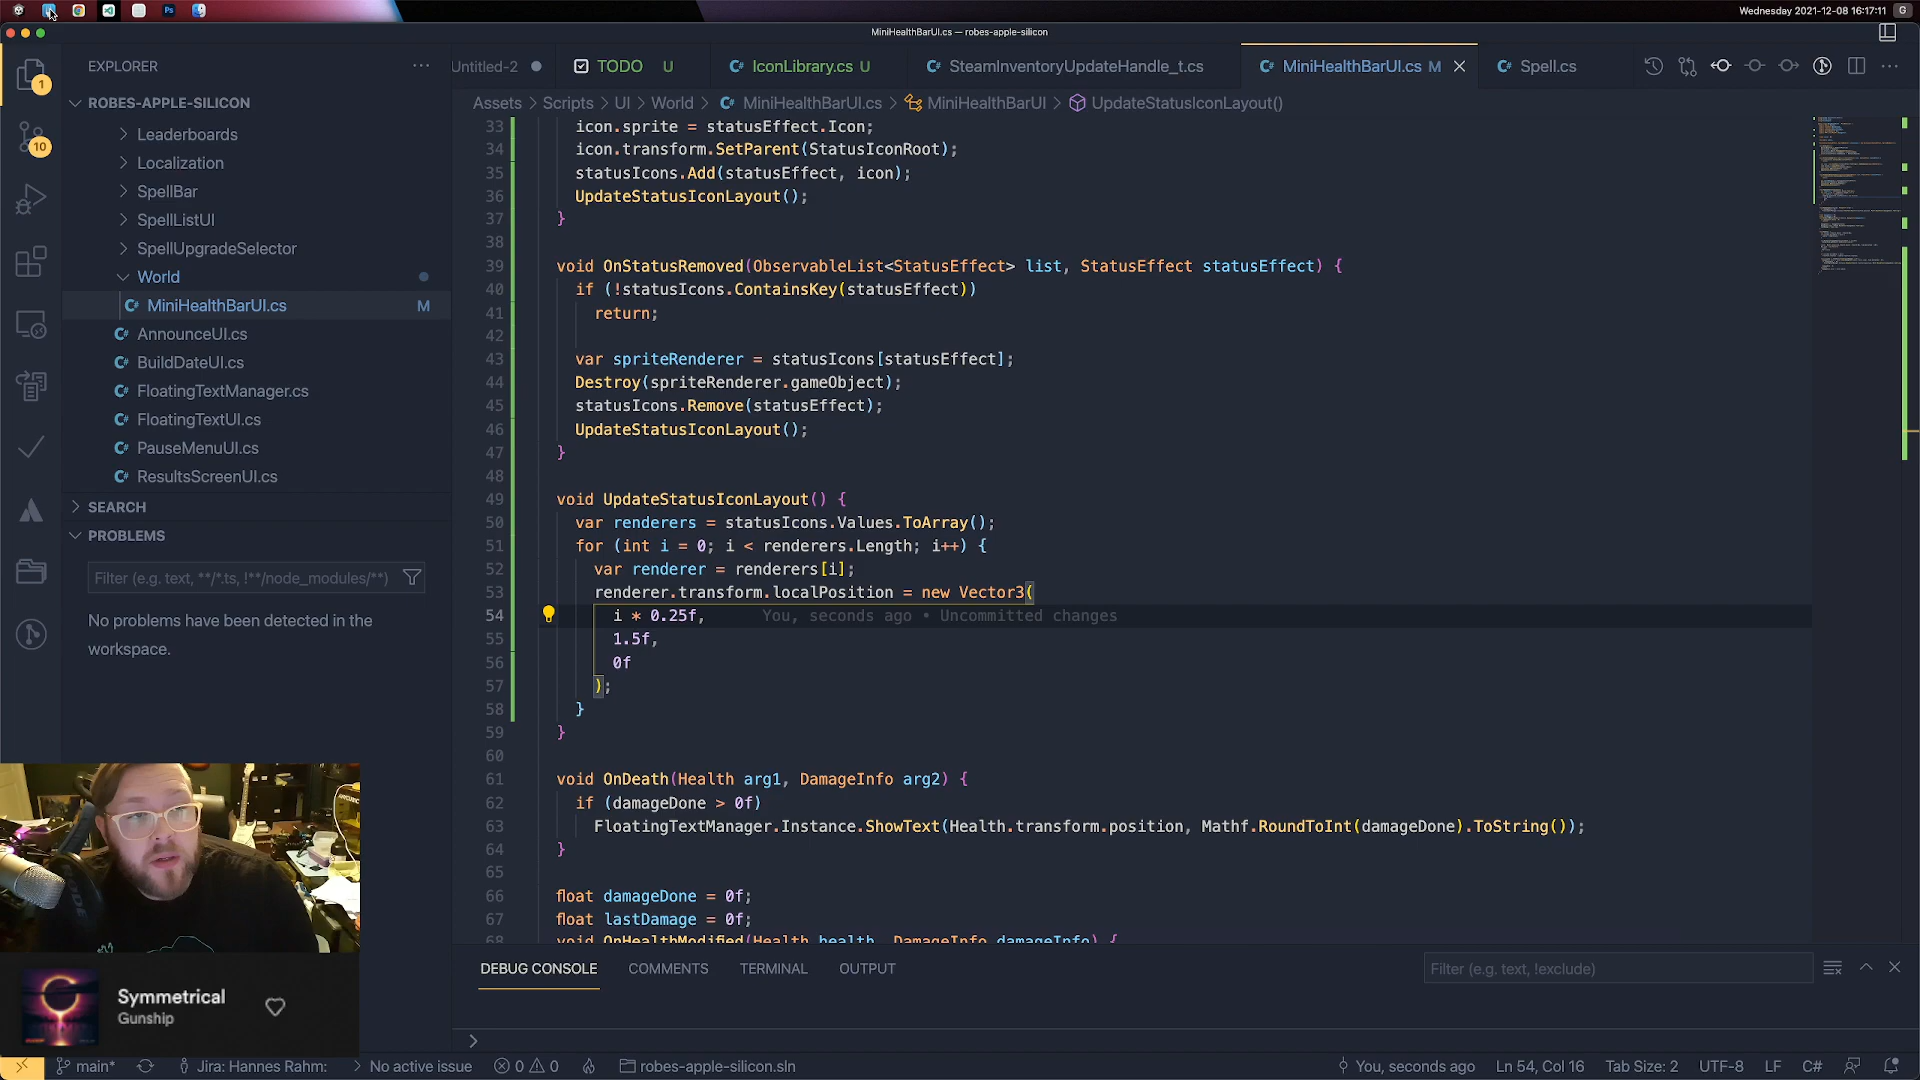 Wednesday 2021-12-08 16:17:11
G
MiniHealthBarUI.cs — robes-apple-silicon
EXPLORER
ROBES-APPLE-SILICON
Leaderboards
Localization
SpellBar
SpellListUI
SpellUpgradeSelector
World
MiniHealthBarUI.cs M
AnnounceUI.cs
BuildDateUI.cs
FloatingTextManager.cs
FloatingTextUI.cs
PauseMenuUI.cs
ResultsScreenUI.cs
SEARCH
PROBLEMS
Filter (e.g. text, **/*.ts, !**/node_modules/**)
No problems have been detected in the
workspace.
1
10
Untitled-2
TODO U
IconLibrary.cs U
SteamInventoryUpdateHandle_t.cs
MiniHealthBarUI.cs M
Spell.cs
Assets > Scripts > UI > World > MiniHealthBarUI.cs > MiniHealthBarUI > UpdateStatusIconLayout()
33 icon.sprite = statusEffect.Icon;
34 icon.transform.SetParent(StatusIconRoot);
35 statusIcons.Add(statusEffect, icon);
36 UpdateStatusIconLayout();
37 }
38
39 void OnStatusRemoved(ObservableList<StatusEffect> list, StatusEffect statusEffect) {
40 if (!statusIcons.ContainsKey(statusEffect))
41 return;
42
43 var spriteRenderer = statusIcons[statusEffect];
44 Destroy(spriteRenderer.gameObject);
45 statusIcons.Remove(statusEffect);
46 UpdateStatusIconLayout();
47 }
48
49 void UpdateStatusIconLayout() {
50 var renderers = statusIcons.Values.ToArray();
51 for (int i = 0; i < renderers.Length; i++) {
52 var renderer = renderers[i];
53 renderer.transform.localPosition = new Vector3(
54 i * 0.25f, You, seconds ago • Uncommitted changes
55 1.5f,
56 0f
57 );
58 }
59 }
60
61 void OnDeath(Health arg1, DamageInfo arg2) {
62 if (damageDone > 0f)
63 FloatingTextManager.Instance.ShowText(Health.transform.position, Mathf.RoundToInt(damageDone).ToString());
64 }
65
66 float damageDone = 0f;
67 float lastDamage = 0f;
68 void OnHealthModified(Health health, DamageInfo damageInfo) {
DEBUG CONSOLE COMMENTS TERMINAL OUTPUT
Filter (e.g. text, !exclude)
Symmetrical
Gunship
main*
Jira: Hannes Rahm:
No active issue
0 0
robes-apple-silicon.sln
You, seconds ago
Ln 54, Col 16
Tab Size: 2
UTF-8
LF
C#